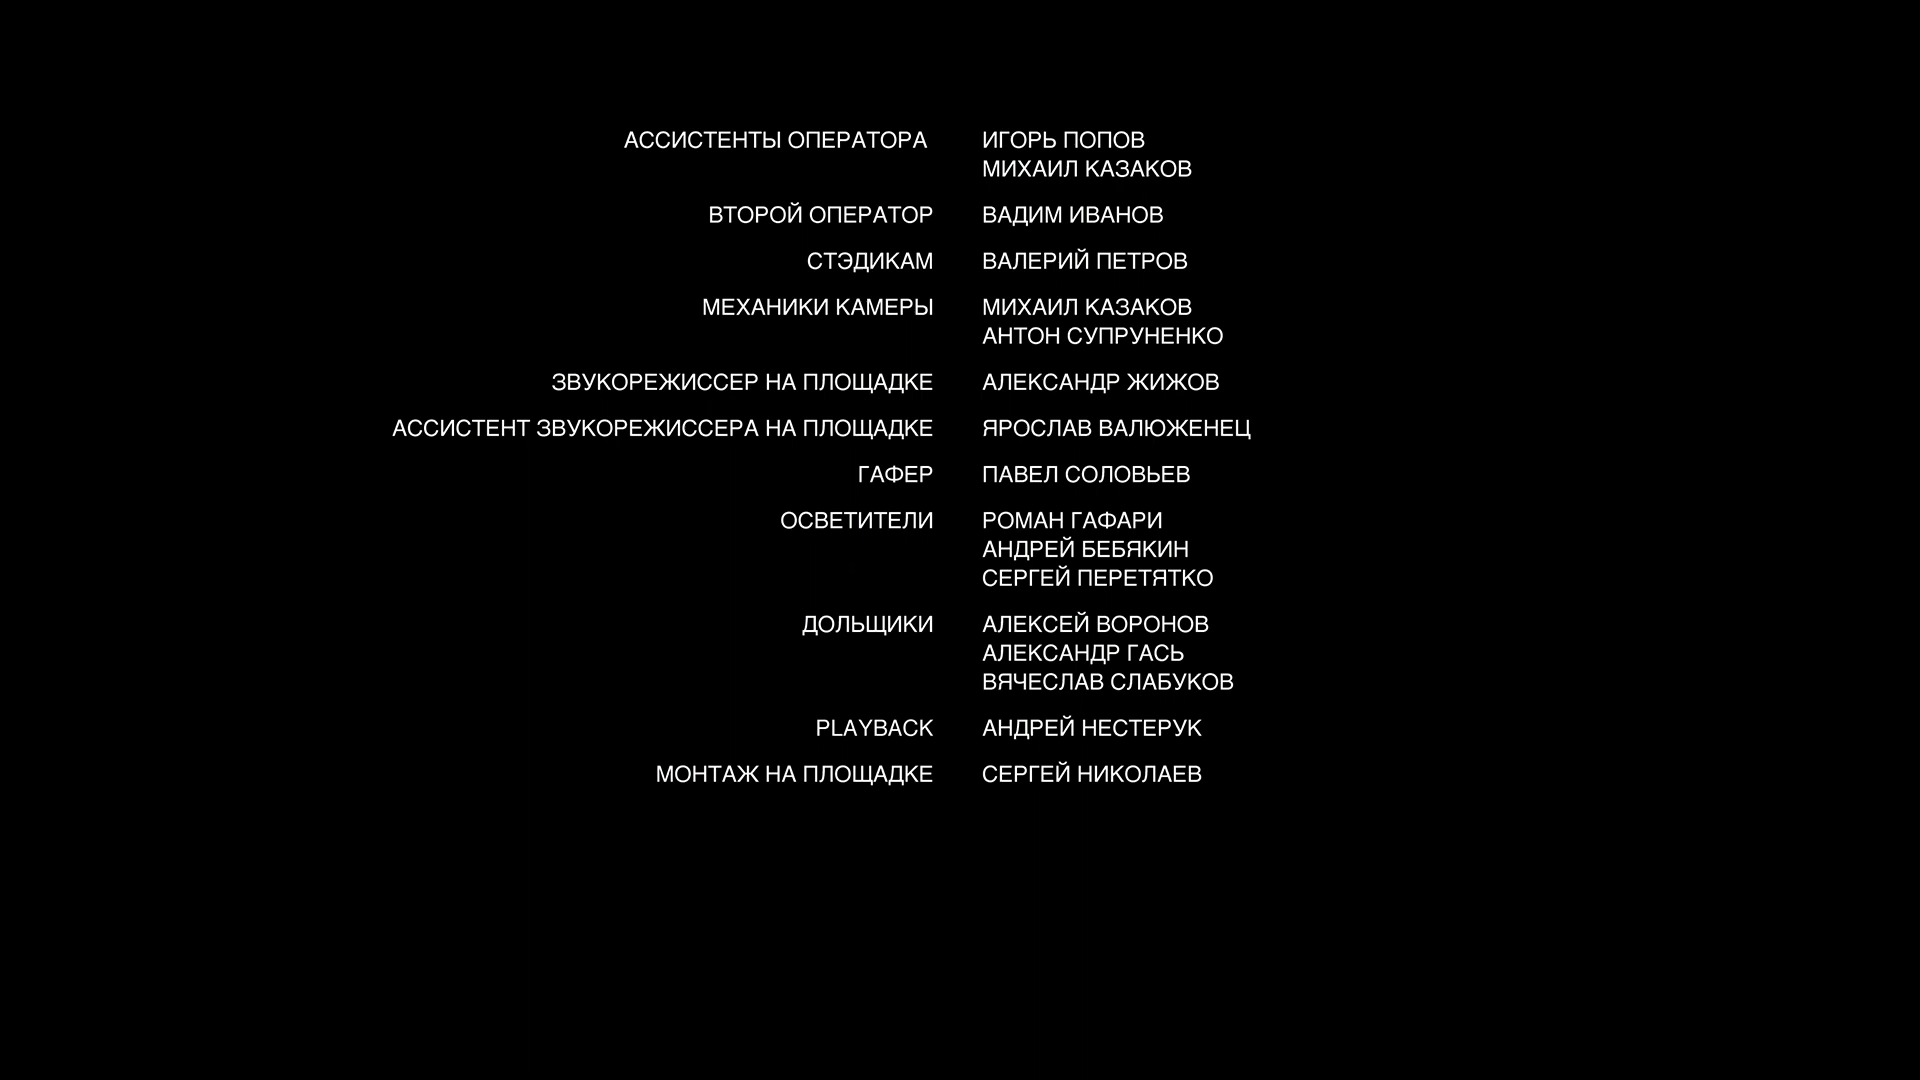 АССИСТЕНТЫ ОПЕРАТОРА ИГОРЬ ПОПОВ
МИХАИЛ КАЗАКОВ
ВТОРОЙ ОПЕРАТОР ВАДИМ ИВАНОВ
СТЭДИКАМ ВАЛЕРИЙ ПЕТРОВ
МЕХАНИКИ КАМЕРЫ МИХАИЛ КАЗАКОВ
АНТОН СУПРУНЕНКО
ЗВУКОРЕЖИССЕР НА ПЛОЩАДКЕ АЛЕКСАНДР ЖИЖОВ
АССИСТЕНТ ЗВУКОРЕЖИССЕРА НА ПЛОЩАДКЕ ЯРОСЛАВ ВАЛЮЖЕНЕЦ
ГАФЕР ПАВЕЛ СОЛОВЬЕВ
ОСВЕТИТЕЛИ РОМАН ГАФАРИ
АНДРЕЙ БЕБЯКИН
СЕРГЕЙ ПЕРЕТЯТКО
ДОЛЬЩИКИ АЛЕКСЕЙ ВОРОНОВ
АЛЕКСАНДР ГАСЬ
ВЯЧЕСЛАВ СЛАБУКОВ
PLAYBACK АНДРЕЙ НЕСТЕРУК
МОНТАЖ НА ПЛОЩАДКЕ СЕРГЕЙ НИКОЛАЕВ